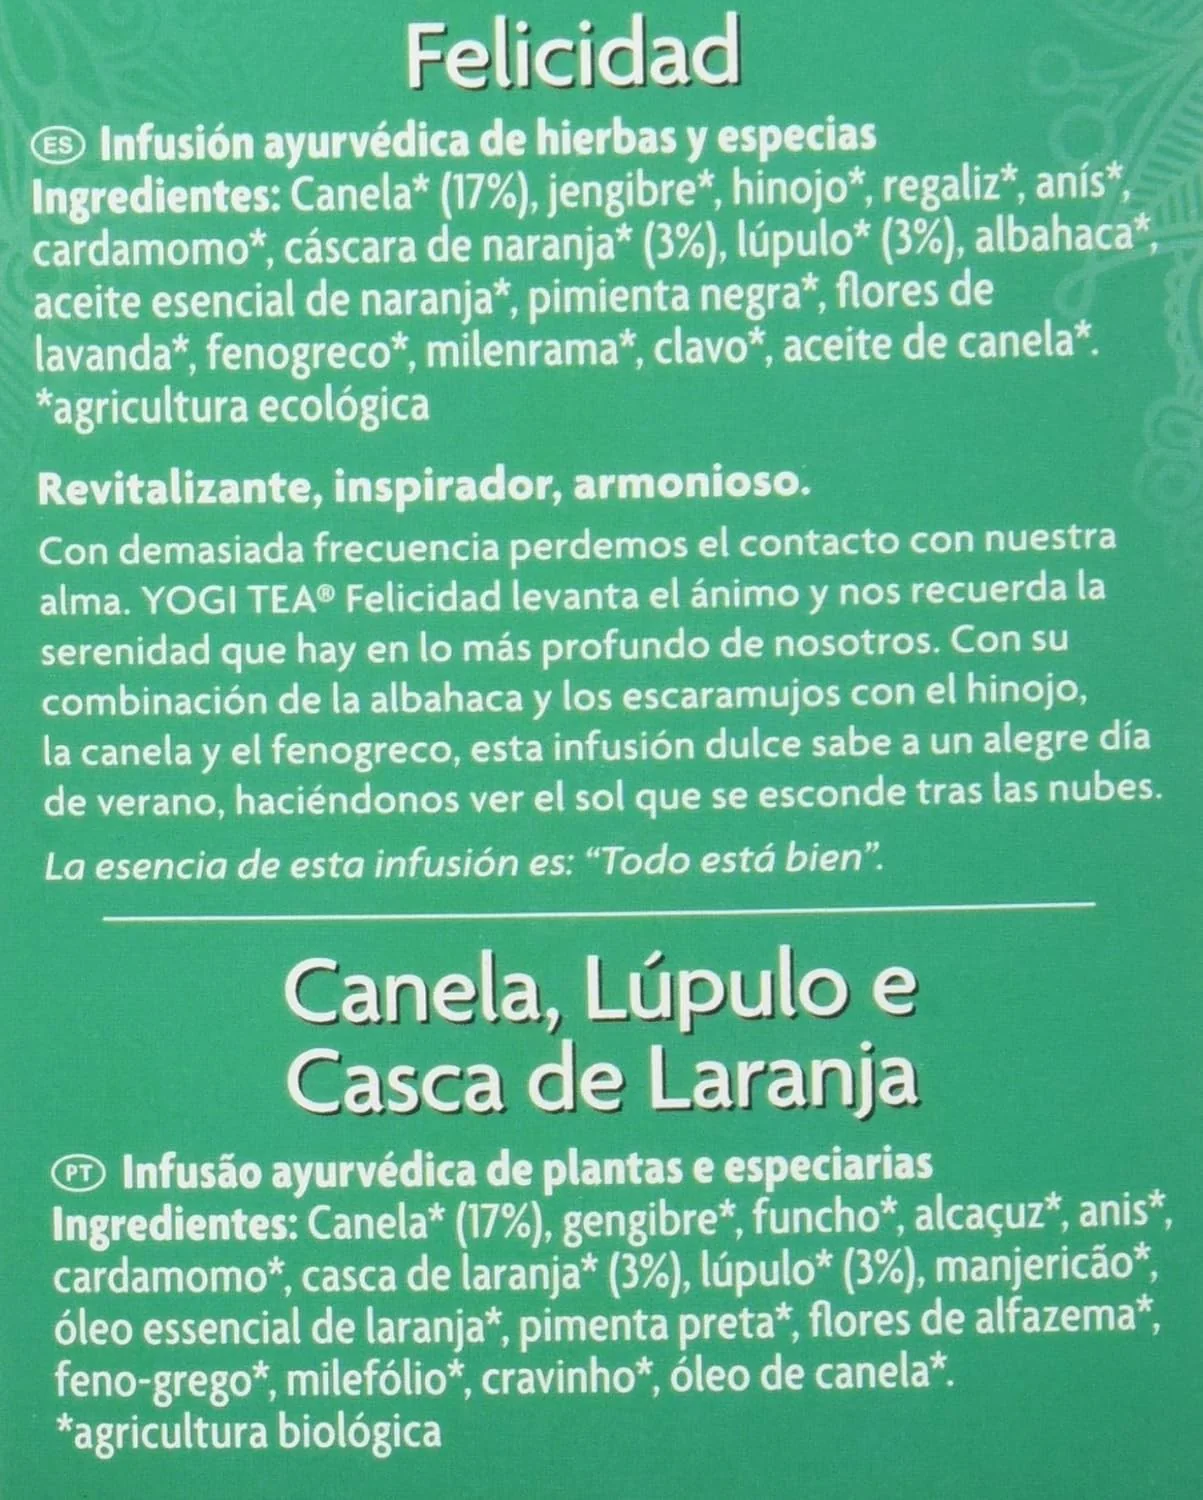 Felicidad
ES Infusión ayurvédica de hierbas y especias
Ingredientes: Canela* (17%), jengibre*, hinojo*, regaliz*, anís*,
cardamomo*, cáscara de naranja* (3%), lúpulo* (3%), albahaca*,
aceite esencial de naranja*, pimienta negra*, flores de
lavanda*, fenogreco*, milenrama*, clavo*, aceite de canela*.
*agricultura ecológica
Revitalizante, inspirador, armonioso.
Con demasiada frecuencia perdemos el contacto con nuestra
alma. YOGI TEA® Felicidad levanta el ánimo y nos recuerda la
serenidad que hay en lo más profundo de nosotros. Con su
combinación de la albahaca y los escaramujos con el hinojo,
la canela y el fenogreco, esta infusión dulce sabe a un alegre día
de verano, haciéndonos ver el sol que se esconde tras las nubes.
La esencia de esta infusión es: “Todo está bien”.
Canela, Lúpulo e
Casca de Laranja
PT Infusão ayurvédica de plantas e especiarias
Ingredientes: Canela* (17%), gengibre*, funcho*, alcaçuz*, anis*,
cardamomo*, casca de laranja* (3%), lúpulo* (3%), manjericão*,
óleo essencial de laranja*, pimenta preta*, flores de alfazema*,
feno-grego*, milefólio*, cravinho*, óleo de canela*.
*agricultura biológica